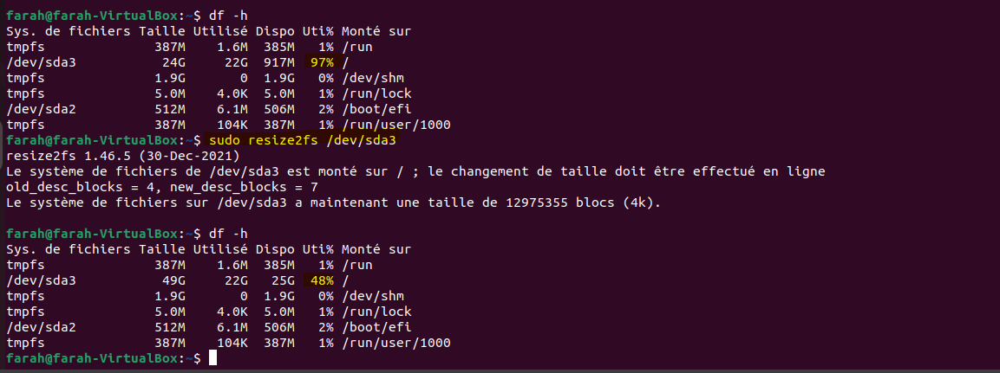 farah@farah-VirtualBox:~$ df -h
Sys. de fichiers Taille Utilisé Dispo Uti% Monté sur
tmpfs 387M 1.6M 385M 1% /run
/dev/sda3 24G 22G 917M 97% /
tmpfs 1.9G 0 1.9G 0% /dev/shm
tmpfs 5.0M 4.0K 5.0M 1% /run/lock
/dev/sda2 512M 6.1M 506M 2% /boot/efi
tmpfs 387M 104K 387M 1% /run/user/1000
farah@farah-VirtualBox:~$ sudo resize2fs /dev/sda3
resize2fs 1.46.5 (30-Dec-2021)
Le système de fichiers de /dev/sda3 est monté sur / ; le changement de taille doit être effectué en ligne
old_desc_blocks = 4, new_desc_blocks = 7
Le système de fichiers sur /dev/sda3 a maintenant une taille de 12975355 blocs (4k).
farah@farah-VirtualBox:~$ df -h
Sys. de fichiers Taille Utilisé Dispo Uti% Monté sur
tmpfs 387M 1.6M 385M 1% /run
/dev/sda3 49G 22G 25G 48% /
tmpfs 1.9G 0 1.9G 0% /dev/shm
tmpfs 5.0M 4.0K 5.0M 1% /run/lock
/dev/sda2 512M 6.1M 506M 2% /boot/efi
tmpfs 387M 104K 387M 1% /run/user/1000
farah@farah-VirtualBox:~$